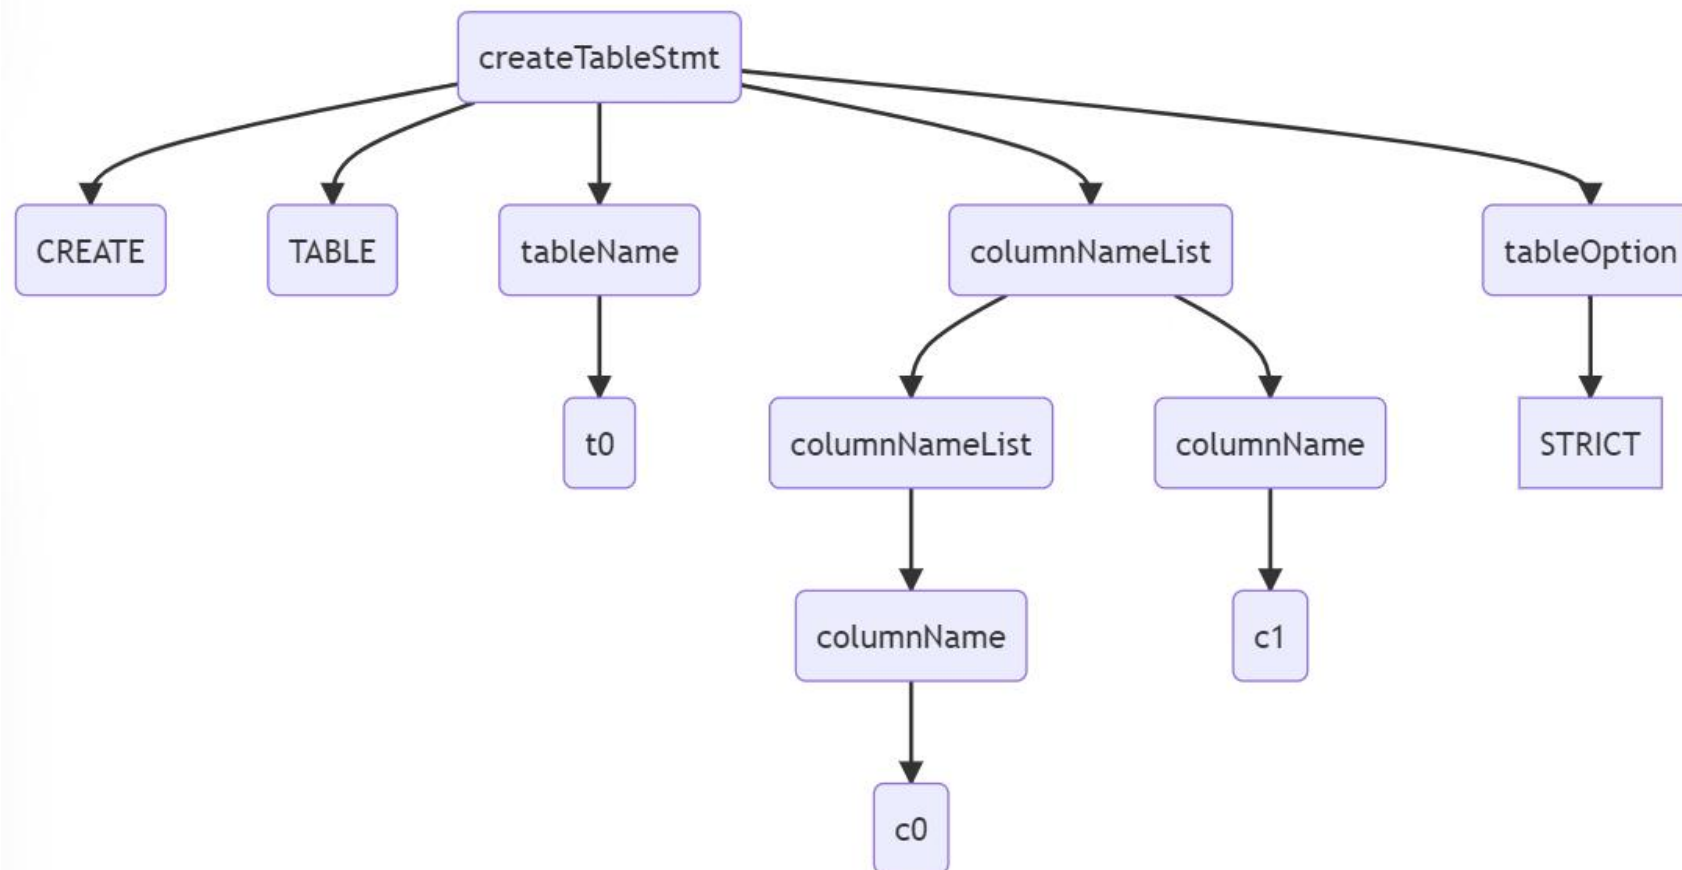 createTableStmt
CREATE
TABLE
tableName
columnNameList
tableOption
t0
columnNameList
columnName
STRICT
columnName
c1
c0